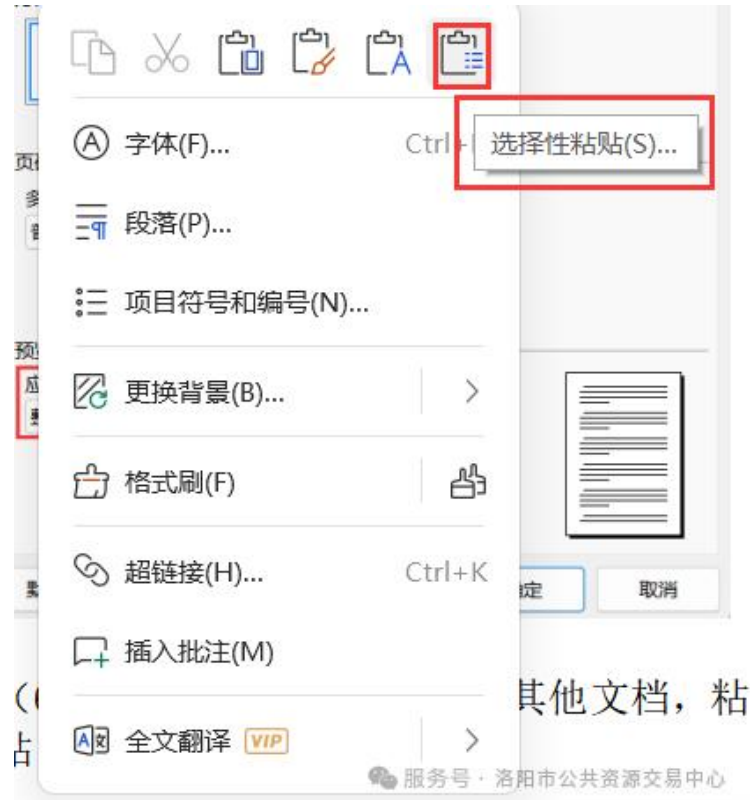 字体(F)...
Ctrl+
选择性粘贴(S)...
段落(P)...
项目符号和编号(N)...
更换背景(B)...
格式刷(F)
超链接(H)... Ctrl+K
取消
插入批注(M)
其他文档，粘
全文翻译 VIP
服务号 · 洛阳市公共资源交易中心